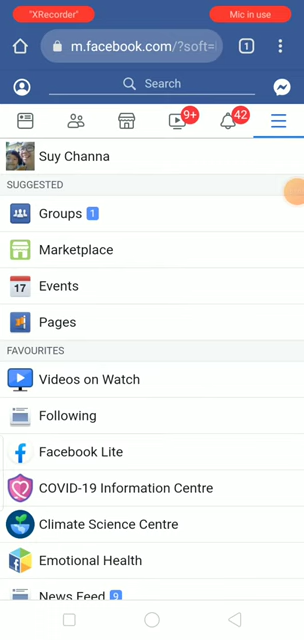 "XRecorder"
Mic in use
m.facebook.com/?soft=
1
Search
9+
42
Suy Channa
SUGGESTED
Groups 1
Marketplace
17
Events
Pages
FAVOURITES
Videos on Watch
Following
Facebook Lite
COVID-19 Information Centre
Climate Science Centre
Emotional Health
News Feed 9